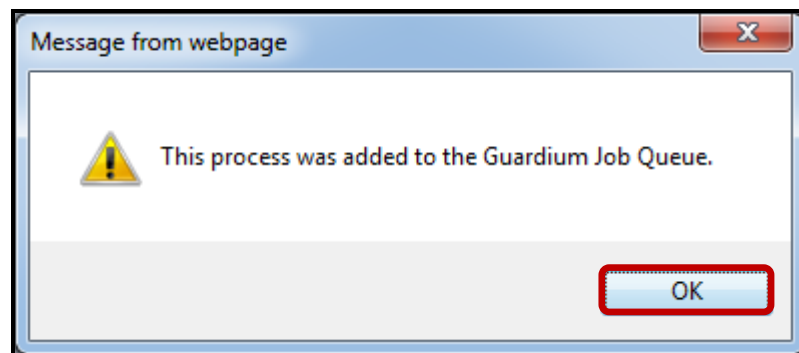 Message from webpage
This process was added to the Guardium Job Queue.
OK